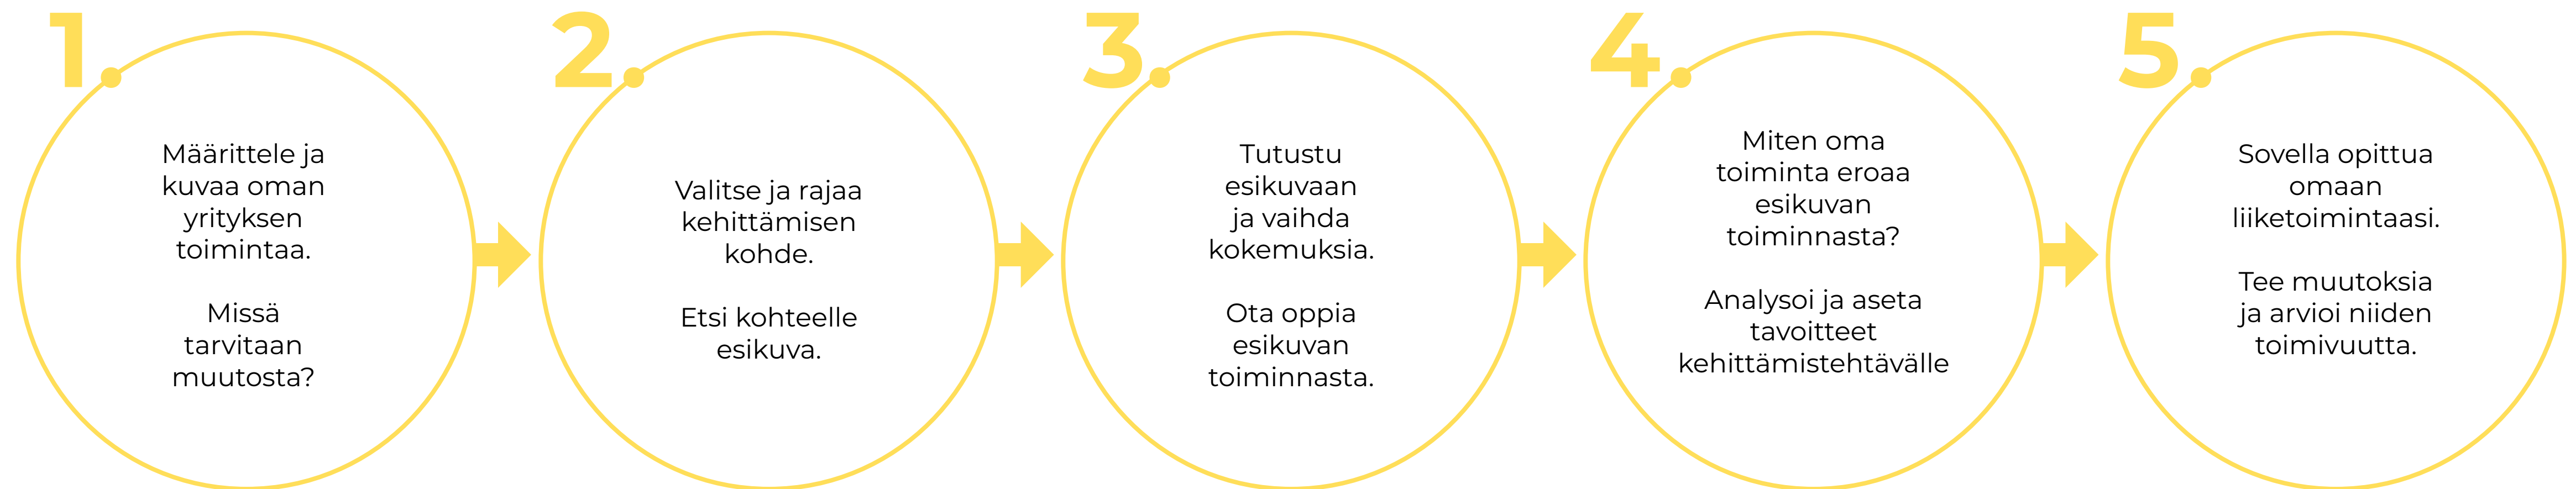 1
Määrittele ja
kuvaa oman
yrityksen
toimintaa.
Missä
tarvitaan
muutosta?
2
Valitse ja rajaa
kehittämisen
kohde.
Etsi kohteelle
esikuva.
3
Tutustu
esikuvaan
ja vaihda
kokemuksia.
Ota oppia
esikuvan
toiminnasta.
4
Miten oma
toiminta eroaa
esikuvan
toiminnasta?
Analysoi ja aseta
tavoitteet
kehittämistehtävälle
5
Sovella opittua
omaan
liiketoimintaasi.
Tee muutoksia
ja arvioi niiden
toimivuutta.